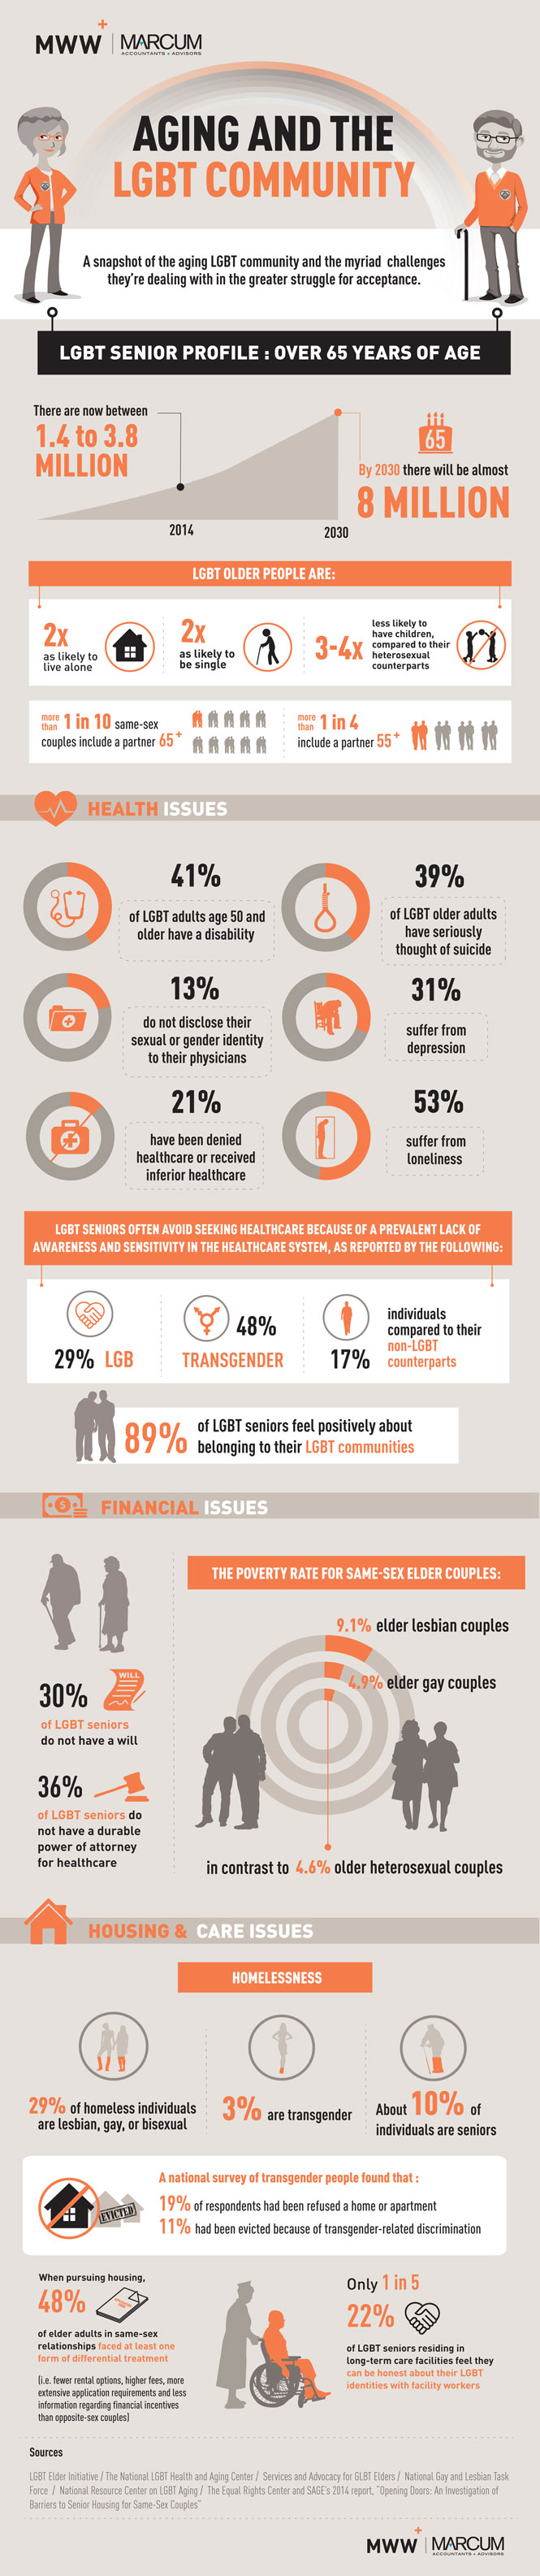 MWW+ | MARCUM
ACCOUNTANTS ▪ ADVISORS
AGING AND THE
LGBT COMMUNITY
A snapshot of the aging LGBT community and the myriad challenges
they're dealing with in the greater struggle for acceptance.
LGBT SENIOR PROFILE : OVER 65 YEARS OF AGE
There are now between
1.4 to 3.8
MILLION
2014
65
By 2030 there will be almost
8 MILLION
2030
LGBT OLDER PEOPLE ARE:
2x
as likely to
live alone
2x
as likely to
be single
3-4x
less likely to
have children,
compared to their
heterosexual
counterparts
more than 1 in 10 same-sex
couples include a partner 65+
more than 1 in 4
include a partner 55+
HEALTH ISSUES
41%
of LGBT adults age 50 and
older have a disability
39%
of LGBT older adults
have seriously
thought of suicide
13%
do not disclose their
sexual or gender identity
to their physicians
31%
suffer from
depression
21%
have been denied
healthcare or received
inferior healthcare
53%
suffer from
loneliness
LGBT SENIORS OFTEN AVOID SEEKING HEALTHCARE BECAUSE OF A PREVALENT LACK OF
AWARENESS AND SENSITIVITY IN THE HEALTHCARE SYSTEM, AS REPORTED BY THE FOLLOWING:
29% LGB
48%
TRANSGENDER
17%
individuals
compared to their
non-LGBT
counterparts
89%
of LGBT seniors feel positively about
belonging to their LGBT communities
$
FINANCIAL ISSUES
THE POVERTY RATE FOR SAME-SEX ELDER COUPLES:
9.1% elder lesbian couples
4.9% elder gay couples
in contrast to 4.6% older heterosexual couples
WILL
30%
of LGBT seniors
do not have a will
36%
of LGBT seniors do
not have a durable
power of attorney
for healthcare
HOUSING & CARE ISSUES
HOMELESSNESS
29% of homeless individuals
are lesbian, gay, or bisexual
3% are transgender
About 10% of
individuals are seniors
EVICTED
A national survey of transgender people found that :
19% of respondents had been refused a home or apartment
11% had been evicted because of transgender-related discrimination
When pursuing housing,
48%
of elder adults in same-sex
relationships faced at least one
form of differential treatment
(i.e. fewer rental options, higher fees, more
extensive application requirements and less
information regarding financial incentives
than opposite-sex couples)
Only 1 in 5
22%
of LGBT seniors residing in
long-term care facilities feel they
can be honest about their LGBT
identities with facility workers
Sources
LGBT Elder Initiative / The National LGBT Health and Aging Center / Services and Advocacy for GLBT Elders / National Gay and Lesbian Task
Force / National Resource Center on LGBT Aging / The Equal Rights Center and SAGE's 2014 report, "Opening Doors: An Investigation of
Barriers to Senior Housing for Same-Sex Couples"
MWW+ | MARCUM
ACCOUNTANTS ▪ ADVISORS